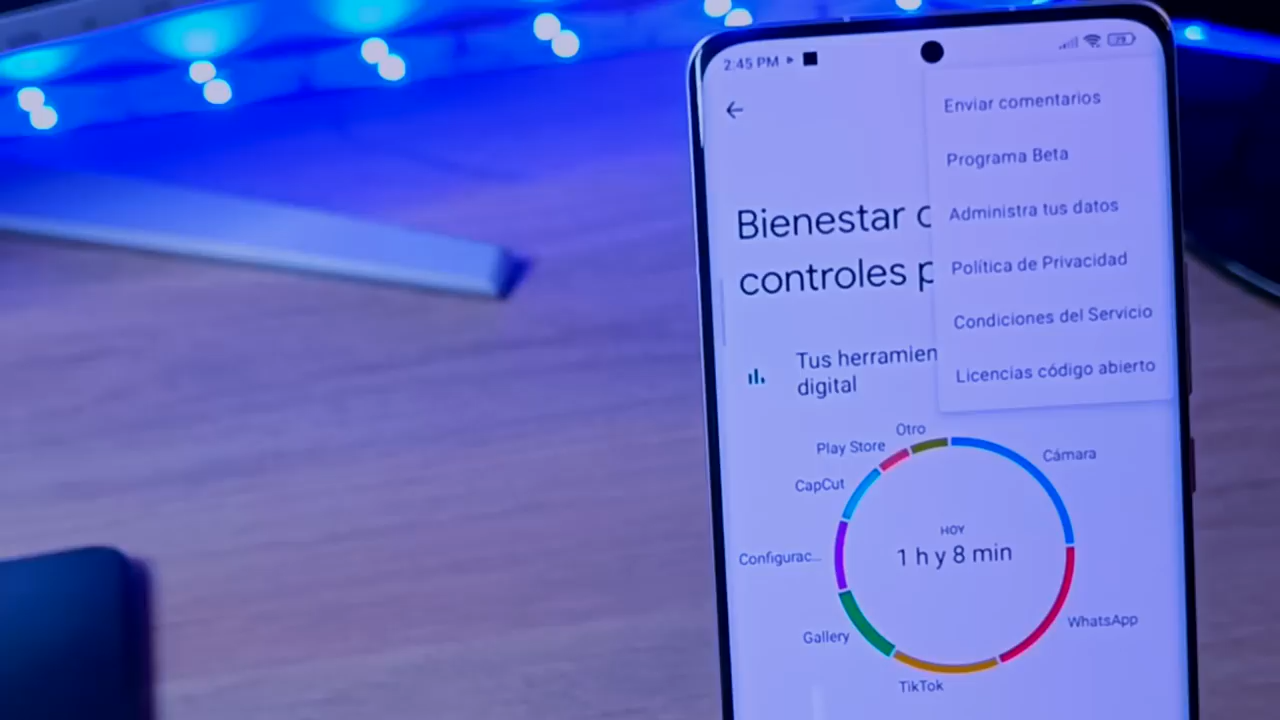 2:45 PM
Enviar comentarios
Programa Beta
Administra tus datos
Política de Privacidad
Condiciones del Servicio
Licencias código abierto
Bienestar
controles
Tus herramien
digital
Otro
Play Store
Cámara
CapCut
HOY
1 h y 8 min
Configurac...
WhatsApp
Gallery
TikTok